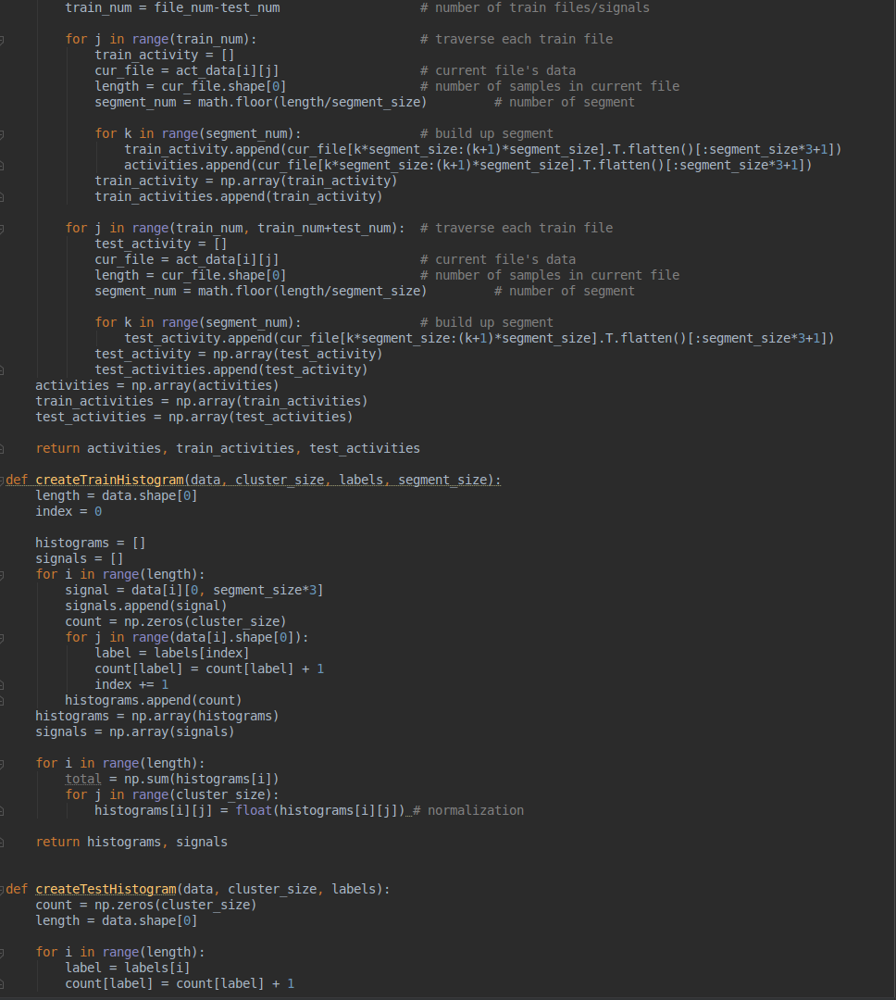 train_num = file_num-test_num                   # number of train files/signals
for j in range(train_num):                      # traverse each train file
train_activity = []
cur_file = act_data[i][j]                   # current file's data
length = cur_file.shape[0]                  # number of samples in current file
segment_num = math.floor(length/segment_size)         # number of segment
for k in range(segment_num):                # build up segment
train_activity.append(cur_file[k*segment_size:(k+1)*segment_size].T.flatten()[:segment_size*3+1])
activities.append(cur_file[k*segment_size:(k+1)*segment_size].T.flatten()[:segment_size*3+1])
train_activity = np.array(train_activity)
train_activities.append(train_activity)
for j in range(train_num, train_num+test_num):  # traverse each train file
test_activity = []
cur_file = act_data[i][j]                   # current file's data
length = cur_file.shape[0]                  # number of samples in current file
segment_num = math.floor(length/segment_size)         # number of segment
for k in range(segment_num):                # build up segment
test_activity.append(cur_file[k*segment_size:(k+1)*segment_size].T.flatten()[:segment_size*3+1])
test_activity = np.array(test_activity)
test_activities.append(test_activity)
activities = np.array(activities)
train_activities = np.array(train_activities)
test_activities = np.array(test_activities)
return activities, train_activities, test_activities
def createTrainHistogram(data, cluster_size, labels, segment_size):
length = data.shape[0]
index = 0
histograms = []
signals = []
for i in range(length):
signal = data[i][0, segment_size*3]
signals.append(signal)
count = np.zeros(cluster_size)
for j in range(data[i].shape[0]):
label = labels[index]
count[label] = count[label] + 1
index += 1
histograms.append(count)
histograms = np.array(histograms)
signals = np.array(signals)
for i in range(length):
total = np.sum(histograms[i])
for j in range(cluster_size):
histograms[i][j] = float(histograms[i][j]) # normalization
return histograms, signals
def createTestHistogram(data, cluster_size, labels):
count = np.zeros(cluster_size)
length = data.shape[0]
for i in range(length):
label = labels[i]
count[label] = count[label] + 1